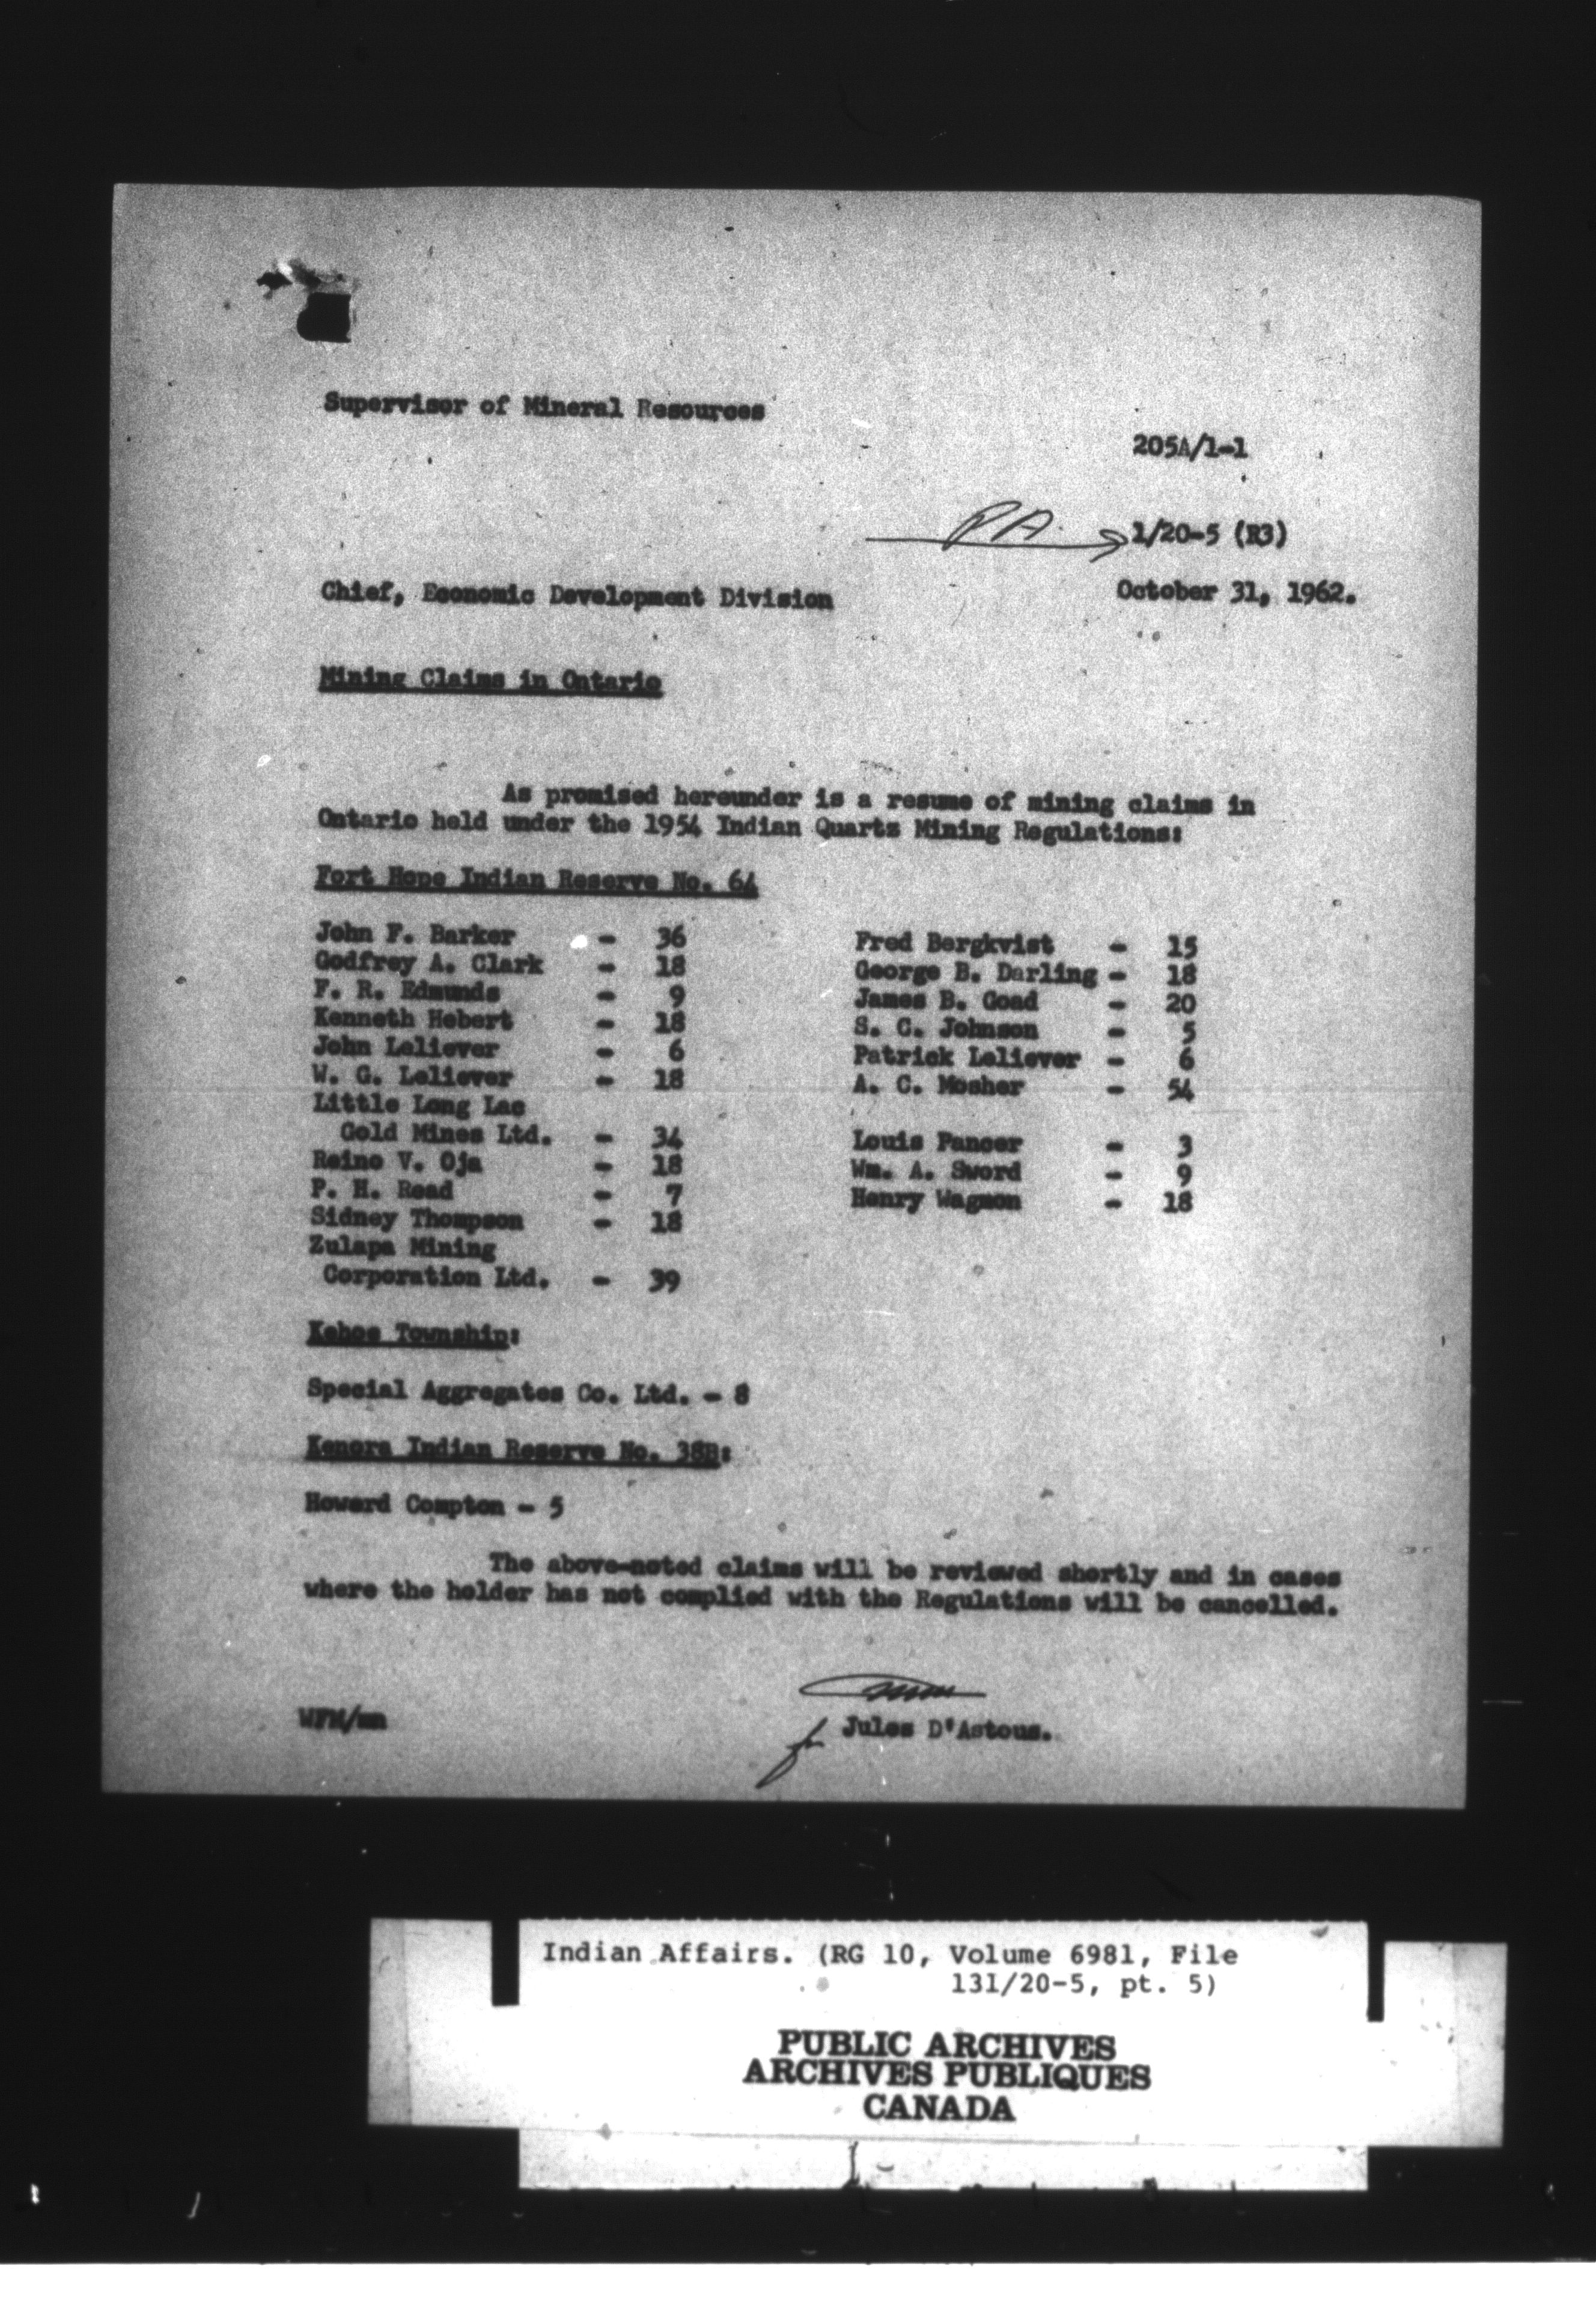 Supervisor of Mineral Resources
205A/1-1
PA.
1/20-5 (R3)
Chief, Economic Development Division
October 31, 1962.
Mining Claims in Ontario
As promised hereunder is a resume of mining claims in
Ontario held under the 1954 Indian Quartz Mining Regulations:
Fort Hope Indian Reserve No. 64
John F. Barker - 36
Godfrey A. Clark - 18
F. R. Edmunds - 9
Kenneth Hebert - 18
John Leliever - 6
W. G. Leliever - 18
Little Long Lac
Gold Mines Ltd. - 34
Reino V. Oja - 18
P. H. Read - 7
Sidney Thompson - 18
Zulapa Mining
Corporation Ltd. - 39
Fred Bergkvist - 15
George B. Darling - 18
James B. Goad - 20
S. C. Johnson - 5
Patrick Leliever - 6
A. C. Mosher - 54
Louis Pancer - 3
Wm. A. Sword - 9
Henry Wagmon - 18
Kehoe Township:
Special Aggregates Co. Ltd. - 8
Kenora Indian Reserve No. 38B:
Howard Compton - 5
The above-noted claims will be reviewed shortly and in cases
where the holder has not complied with the Regulations will be cancelled.
WFM/mn
for Jules D'Astous.
Indian Affairs. (RG 10, Volume 6981, File
131/20-5, pt. 5)
PUBLIC ARCHIVES
ARCHIVES PUBLIQUES
CANADA